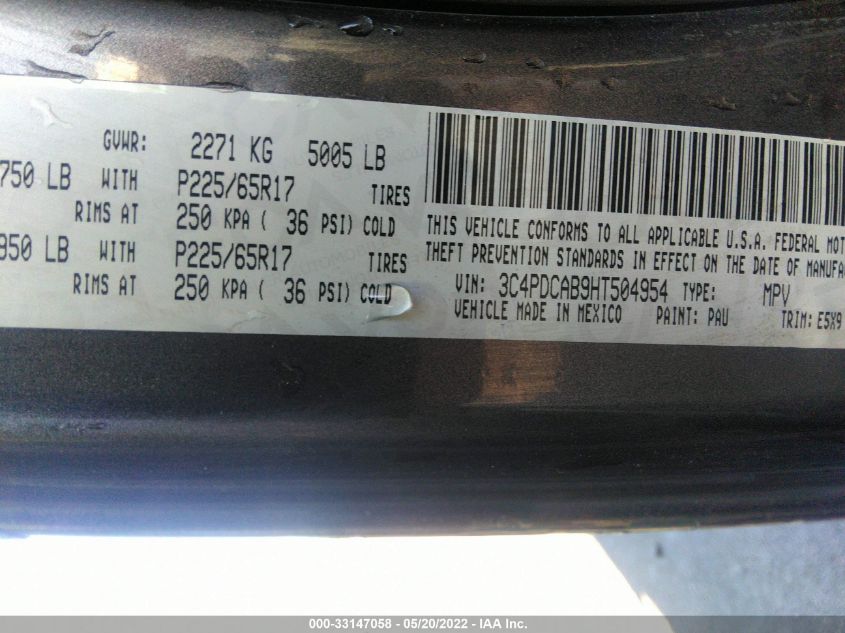 GVWR: 2271 KG 5005 LB
750 LB WITH P225/65R17 TIRES
RIMS AT 250 KPA ( 36 PSI) COLD
950 LB WITH P225/65R17 TIRES
RIMS AT 250 KPA ( 36 PSI) COLD
THIS VEHICLE CONFORMS TO ALL APPLICABLE U.S.A. FEDERAL MOT
THEFT PREVENTION STANDARDS IN EFFECT ON THE DATE OF MANUFA
VIN: 3C4PDCAB9HT504954 TYPE: MPV
VEHICLE MADE IN MEXICO PAINT: PAU TRIM: E5X9
000-33147058 - 05/20/2022 - IAA Inc.